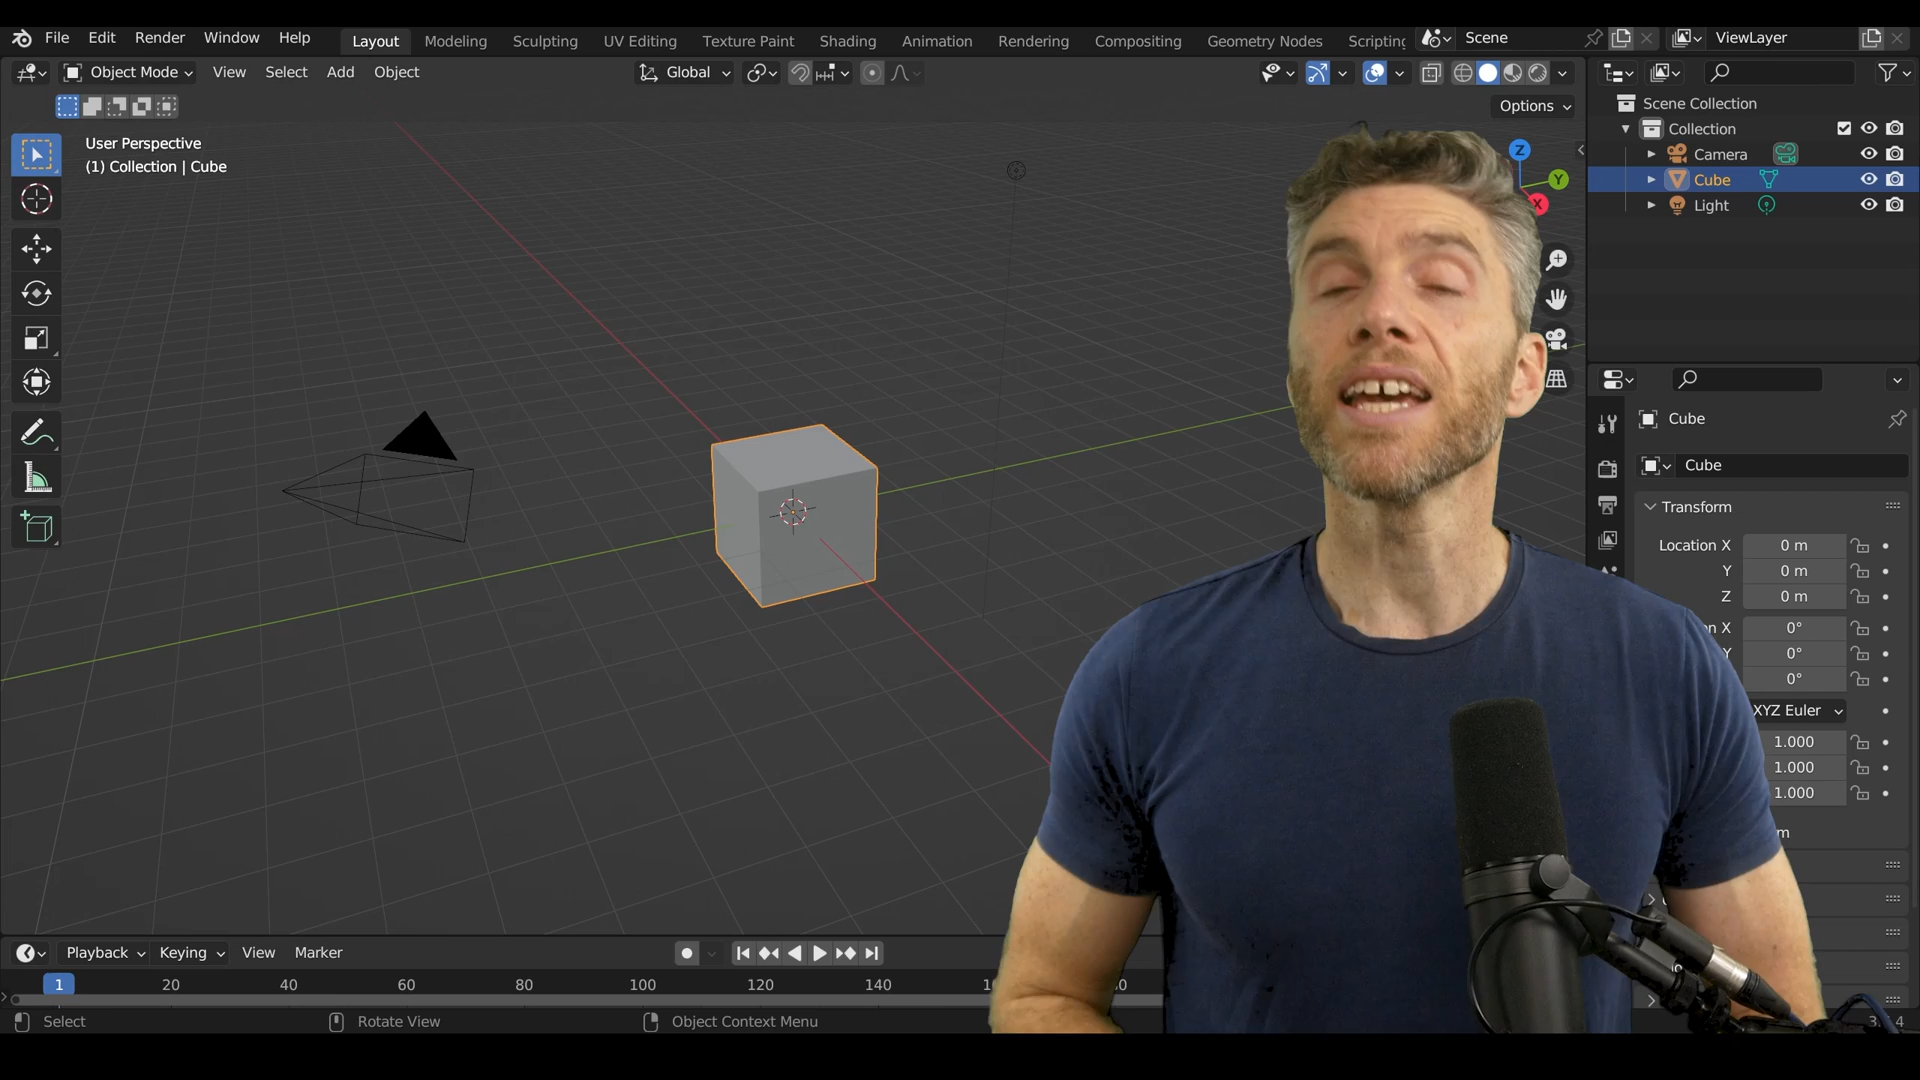 File Edit Render Window Help Layout Modeling Sculpting UV Editing Texture Paint Shading Animation Rendering Compositing Geometry Nodes Scripting Scene ViewLayer
Object Mode View Select Add Object Global
Options
User Perspective
(1) Collection | Cube
Z
Y
X
Scene Collection
Collection
Camera
Cube
Light
Cube
Cube
Transform
Location X 0 m
Y 0 m
Z 0 m
X 0°
Y 0°
0°
XYZ Euler
1.000
1.000
1.000
Playback Keying View Marker
1 20 40 60 80 100 120 140
Select Rotate View Object Context Menu